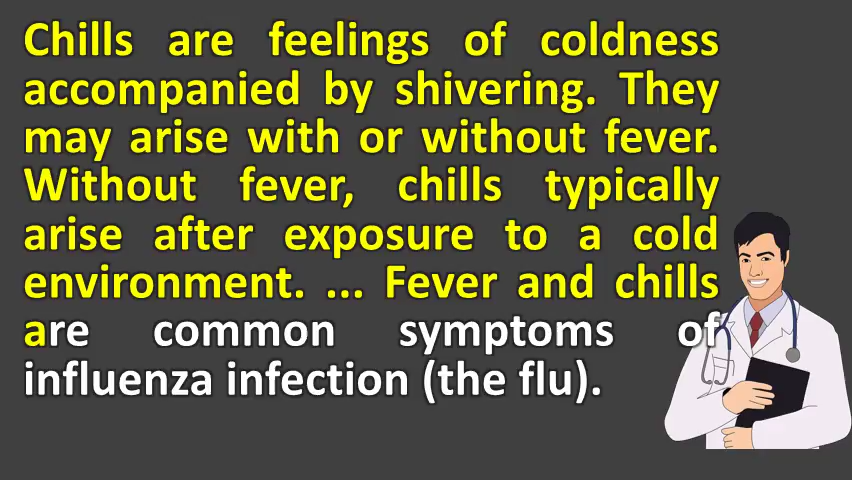 Chills are feelings of coldness
accompanied by shivering. They
may arise with or without fever.
Without fever, chills typically
arise after exposure to a cold
environment. ... Fever and chills
are common symptoms of
influenza infection (the flu).